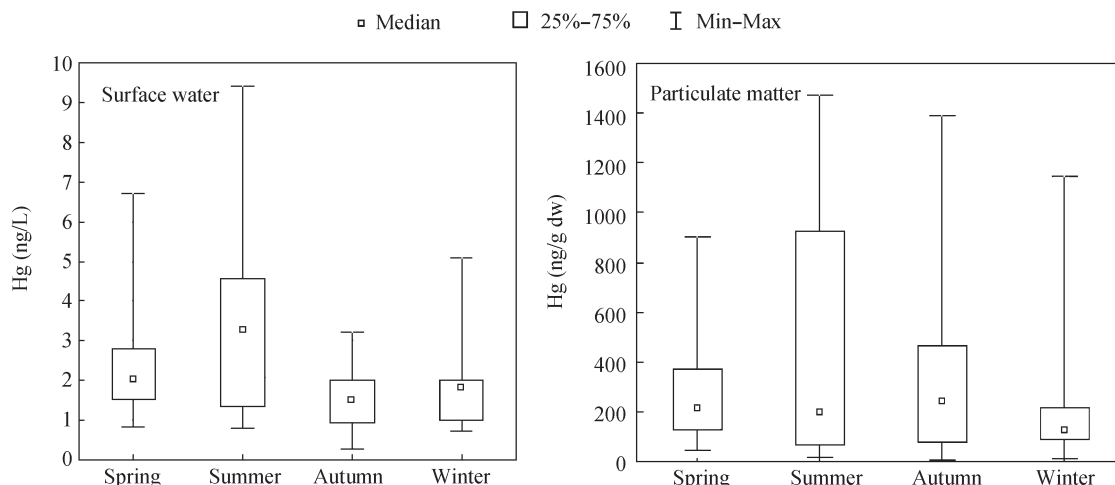 Median 25%–75% Min–Max
Surface water
Hg (ng/L)
10
9
8
7
6
5
4
3
2
1
0
Spring Summer Autumn Winter
Particulate matter
Hg (ng/g dw)
1600
1400
1200
1000
800
600
400
200
0
Spring Summer Autumn Winter